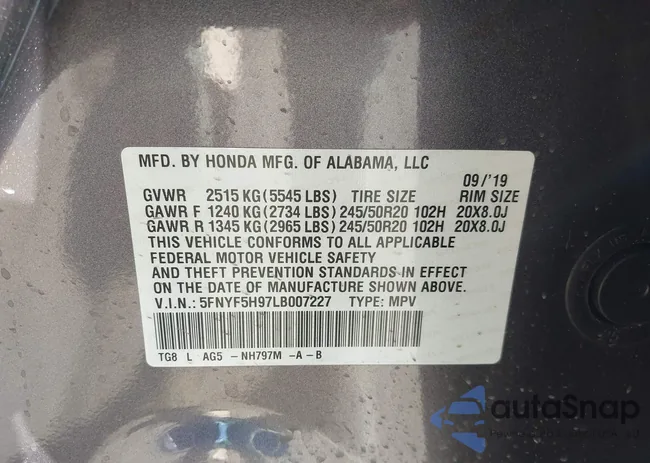 MFD. BY HONDA MFG. OF ALABAMA, LLC
09/'19
GVWR 2515 KG (5545 LBS) TIRE SIZE RIM SIZE
GAWR F 1240 KG (2734 LBS) 245/50R20 102H 20X8.0J
GAWR R 1345 KG (2965 LBS) 245/50R20 102H 20X8.0J
THIS VEHICLE CONFORMS TO ALL APPLICABLE
FEDERAL MOTOR VEHICLE SAFETY
AND THEFT PREVENTION STANDARDS IN EFFECT
ON THE DATE OF MANUFACTURE SHOWN ABOVE.
V.I.N.: 5FNYF5H97LB007227 TYPE: MPV
TG8 L AG5 -NH797M -A-B
autoSnap